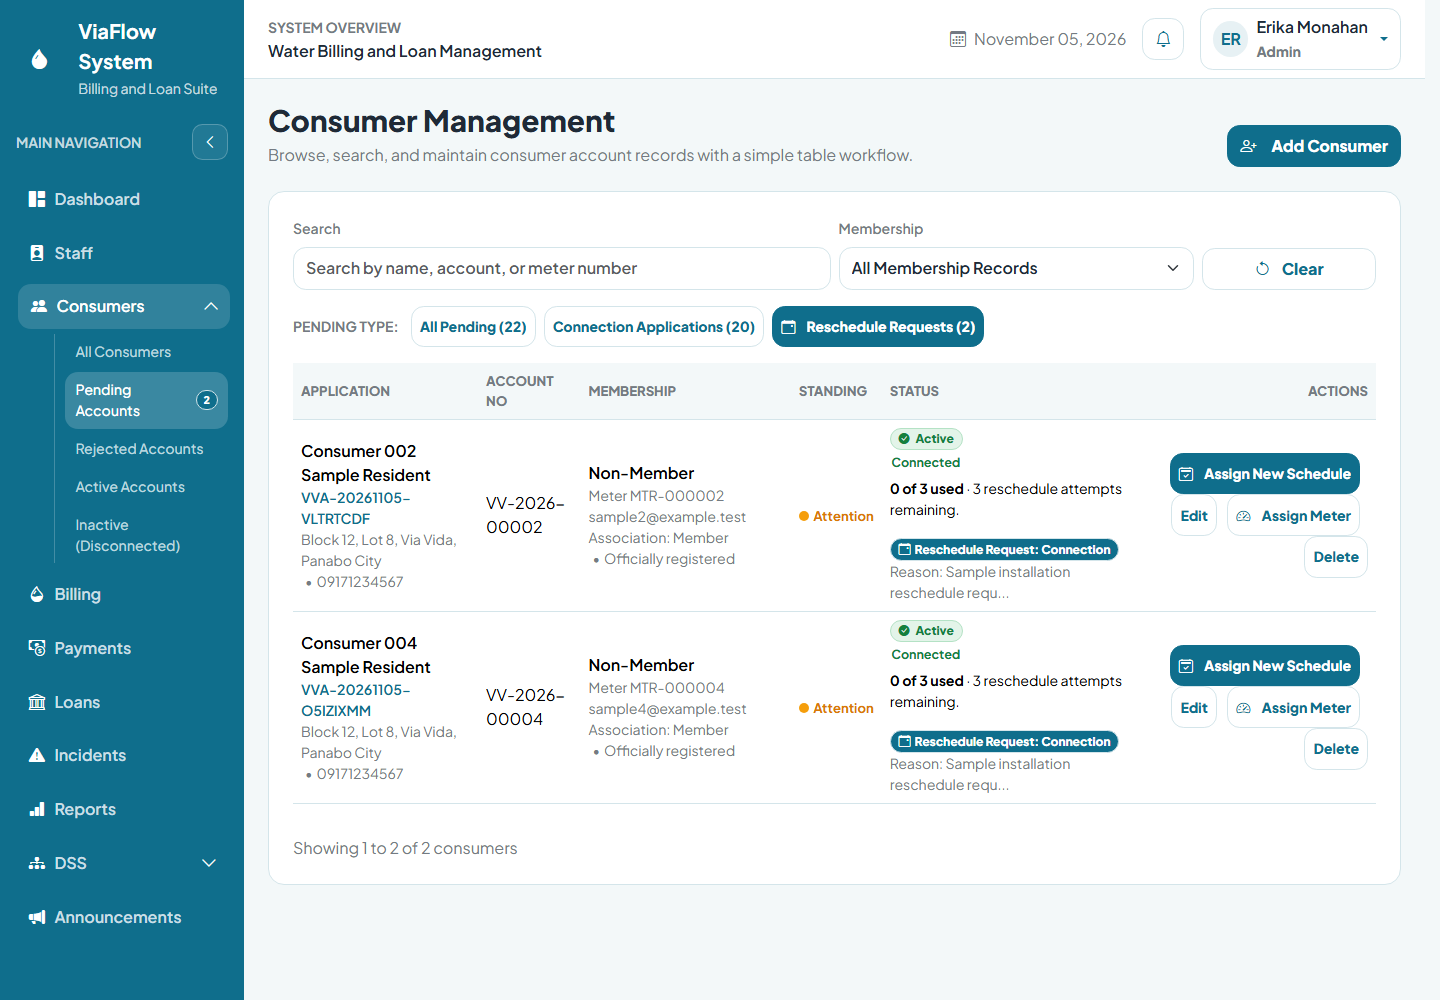 ViaFlow
System
Billing and Loan Suite
MAIN NAVIGATION
Dashboard
Staff
Consumers
All Consumers
Pending
Accounts
2
Rejected Accounts
Active Accounts
Inactive
(Disconnected)
Billing
Payments
Loans
Incidents
Reports
DSS
Announcements
SYSTEM OVERVIEW
Water Billing and Loan Management
November 05, 2026
ER
Erika Monahan
Admin
Consumer Management
Browse, search, and maintain consumer account records with a simple table workflow.
Add Consumer
Search
Membership
Search by name, account, or meter number
All Membership Records
Clear
PENDING TYPE:
All Pending (22)
Connection Applications (20)
Reschedule Requests (2)
APPLICATION
ACCOUNT
NO
MEMBERSHIP
STANDING
STATUS
ACTIONS
Consumer 002
Sample Resident
VVA-20261105-
VLTRTCDF
Block 12, Lot 8, Via Vida,
Panabo City
• 09171234567
VV-2026-
00002
Non-Member
Meter MTR-000002
sample2@example.test
Association: Member
• Officially registered
Attention
Active
Connected
0 of 3 used · 3 reschedule attempts
remaining.
Reschedule Request: Connection
Reason: Sample installation
reschedule requ...
Assign New Schedule
Edit
Assign Meter
Delete
Consumer 004
Sample Resident
VVA-20261105-
O5IZIXMM
Block 12, Lot 8, Via Vida,
Panabo City
• 09171234567
VV-2026-
00004
Non-Member
Meter MTR-000004
sample4@example.test
Association: Member
• Officially registered
Attention
Active
Connected
0 of 3 used · 3 reschedule attempts
remaining.
Reschedule Request: Connection
Reason: Sample installation
reschedule requ...
Assign New Schedule
Edit
Assign Meter
Delete
Showing 1 to 2 of 2 consumers